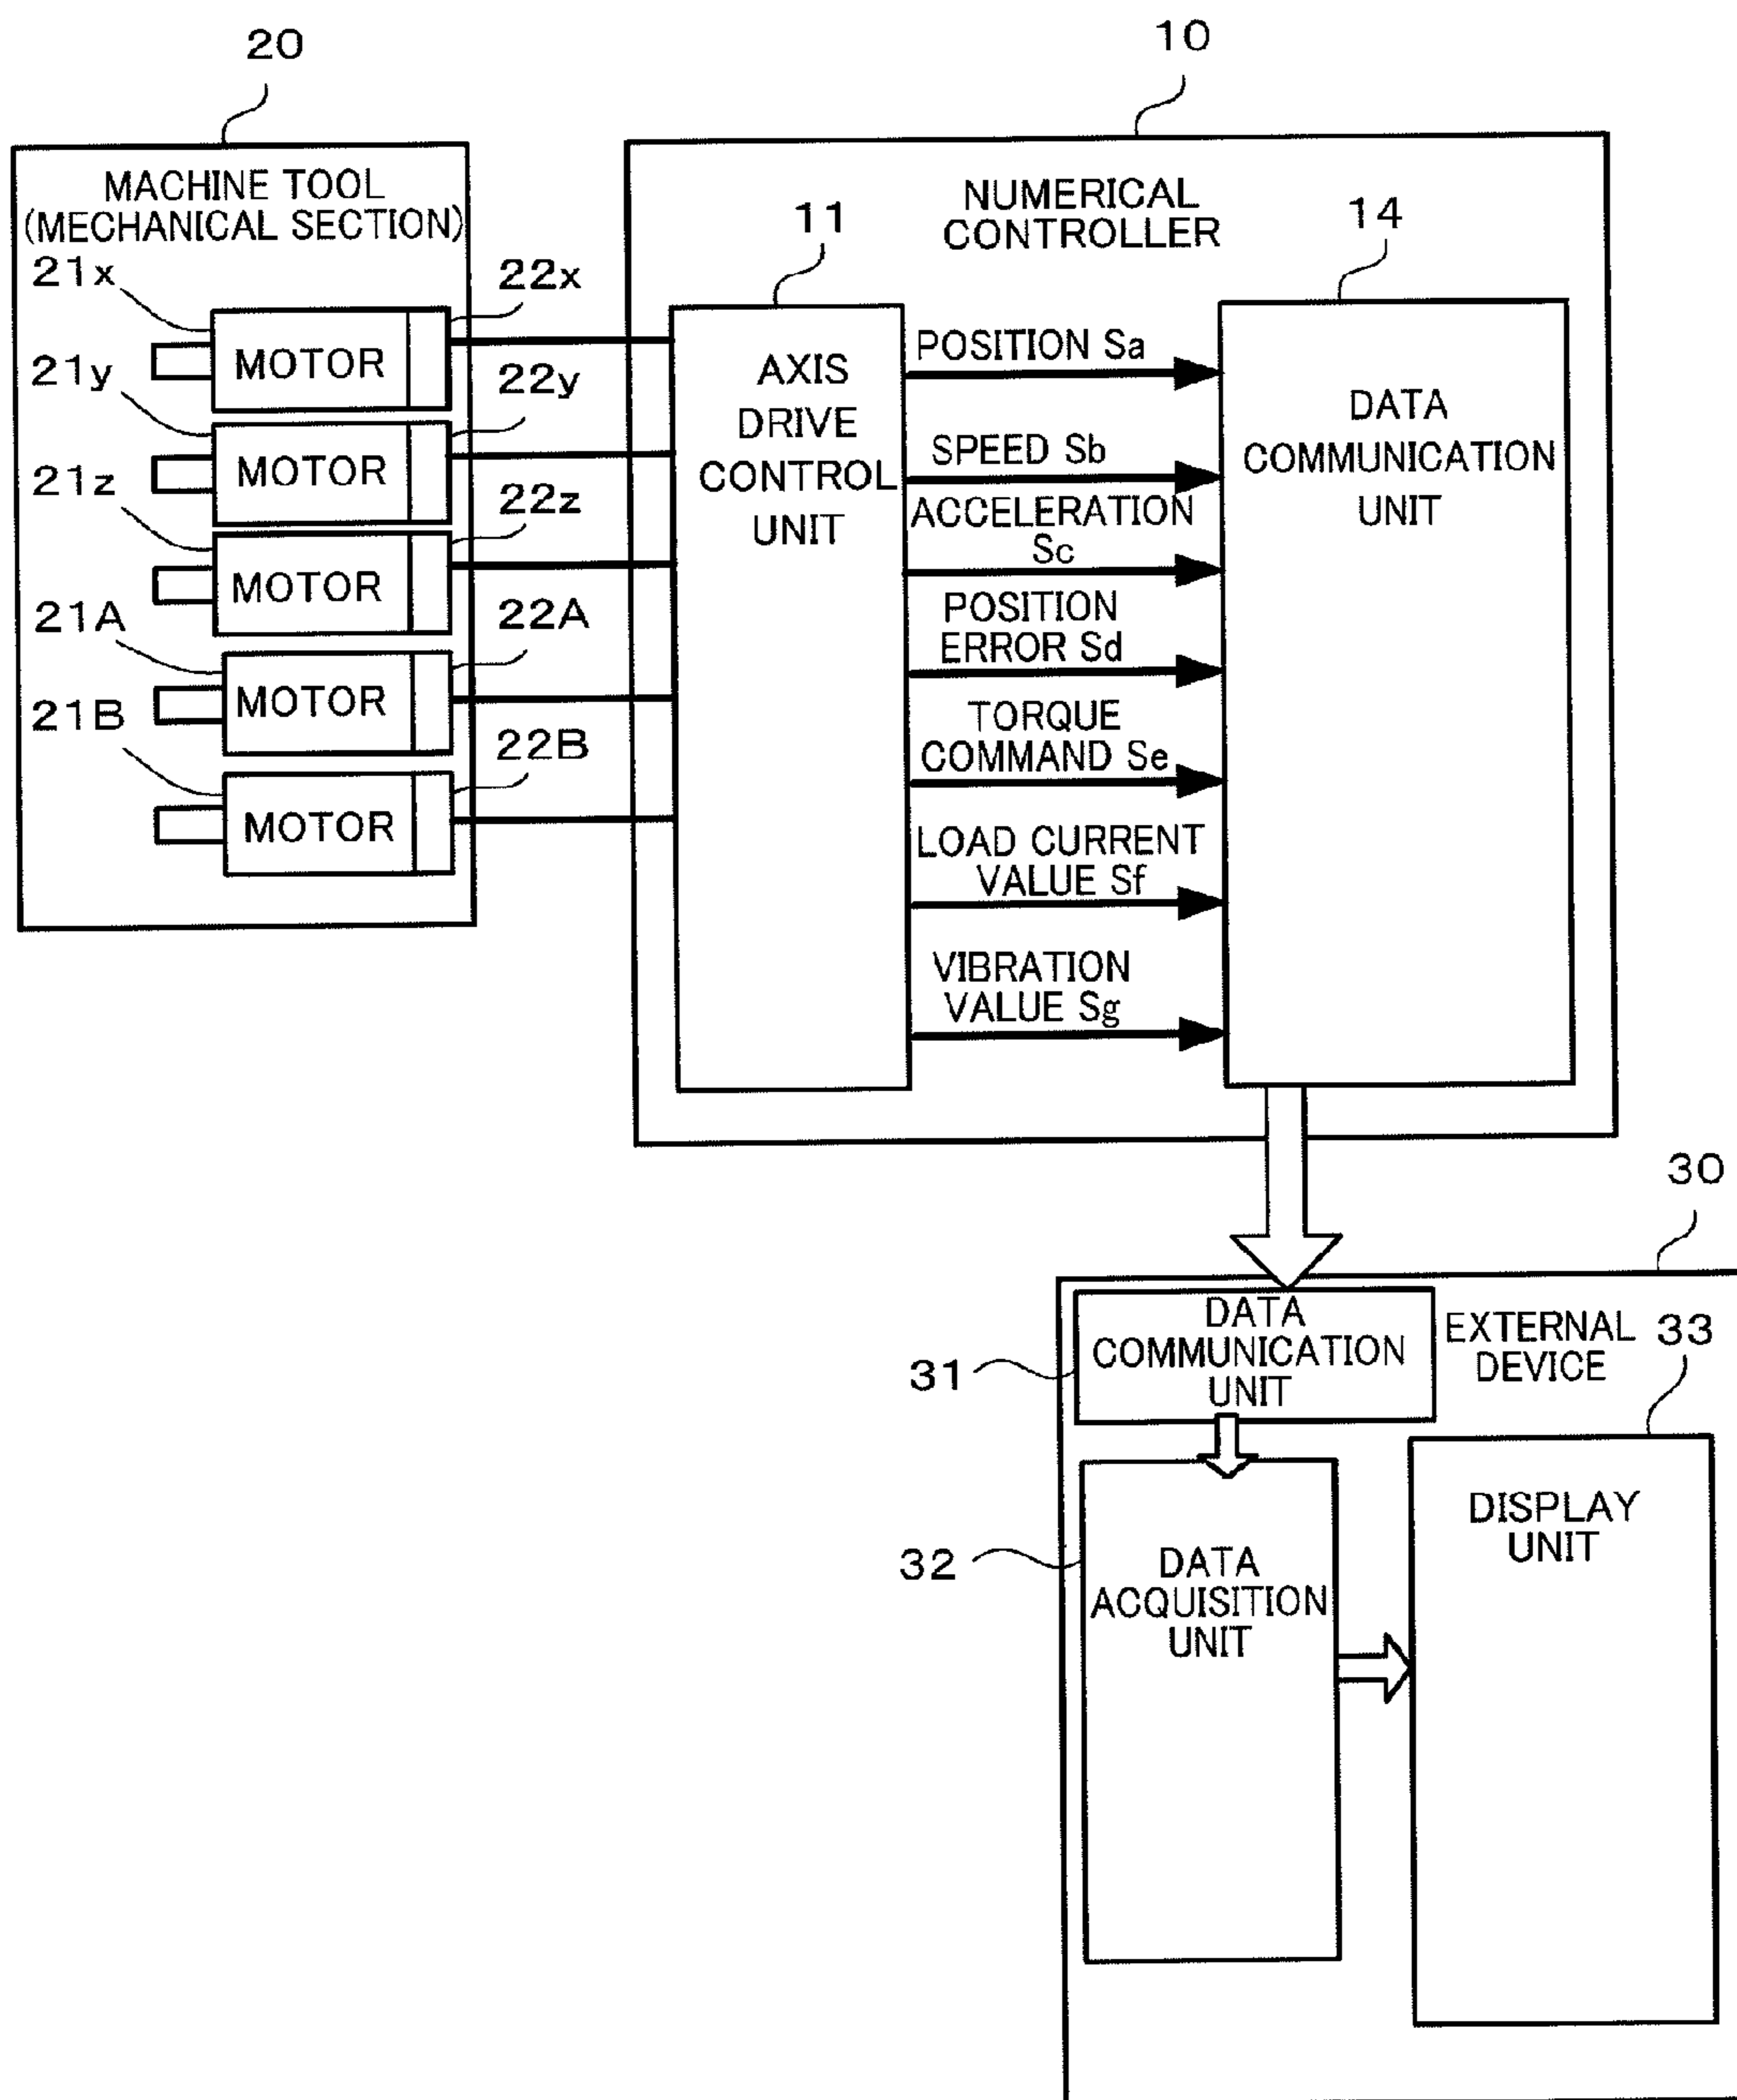 20
10
MACHINE TOOL
(MECHANICAL SECTION)
21x
22x
MOTOR
21y
22y
MOTOR
21z
22z
MOTOR
21A
22A
MOTOR
21B
22B
MOTOR
NUMERICAL
CONTROLLER
11
14
AXIS
DRIVE
CONTROL
UNIT
POSITION Sa
SPEED Sb
ACCELERATION
Sc
POSITION
ERROR Sd
TORQUE
COMMAND Se
LOAD CURRENT
VALUE Sf
VIBRATION
VALUE Sg
DATA
COMMUNICATION
UNIT
30
DATA
COMMUNICATION
UNIT
31
EXTERNAL
DEVICE
33
32
DATA
ACQUISITION
UNIT
DISPLAY
UNIT